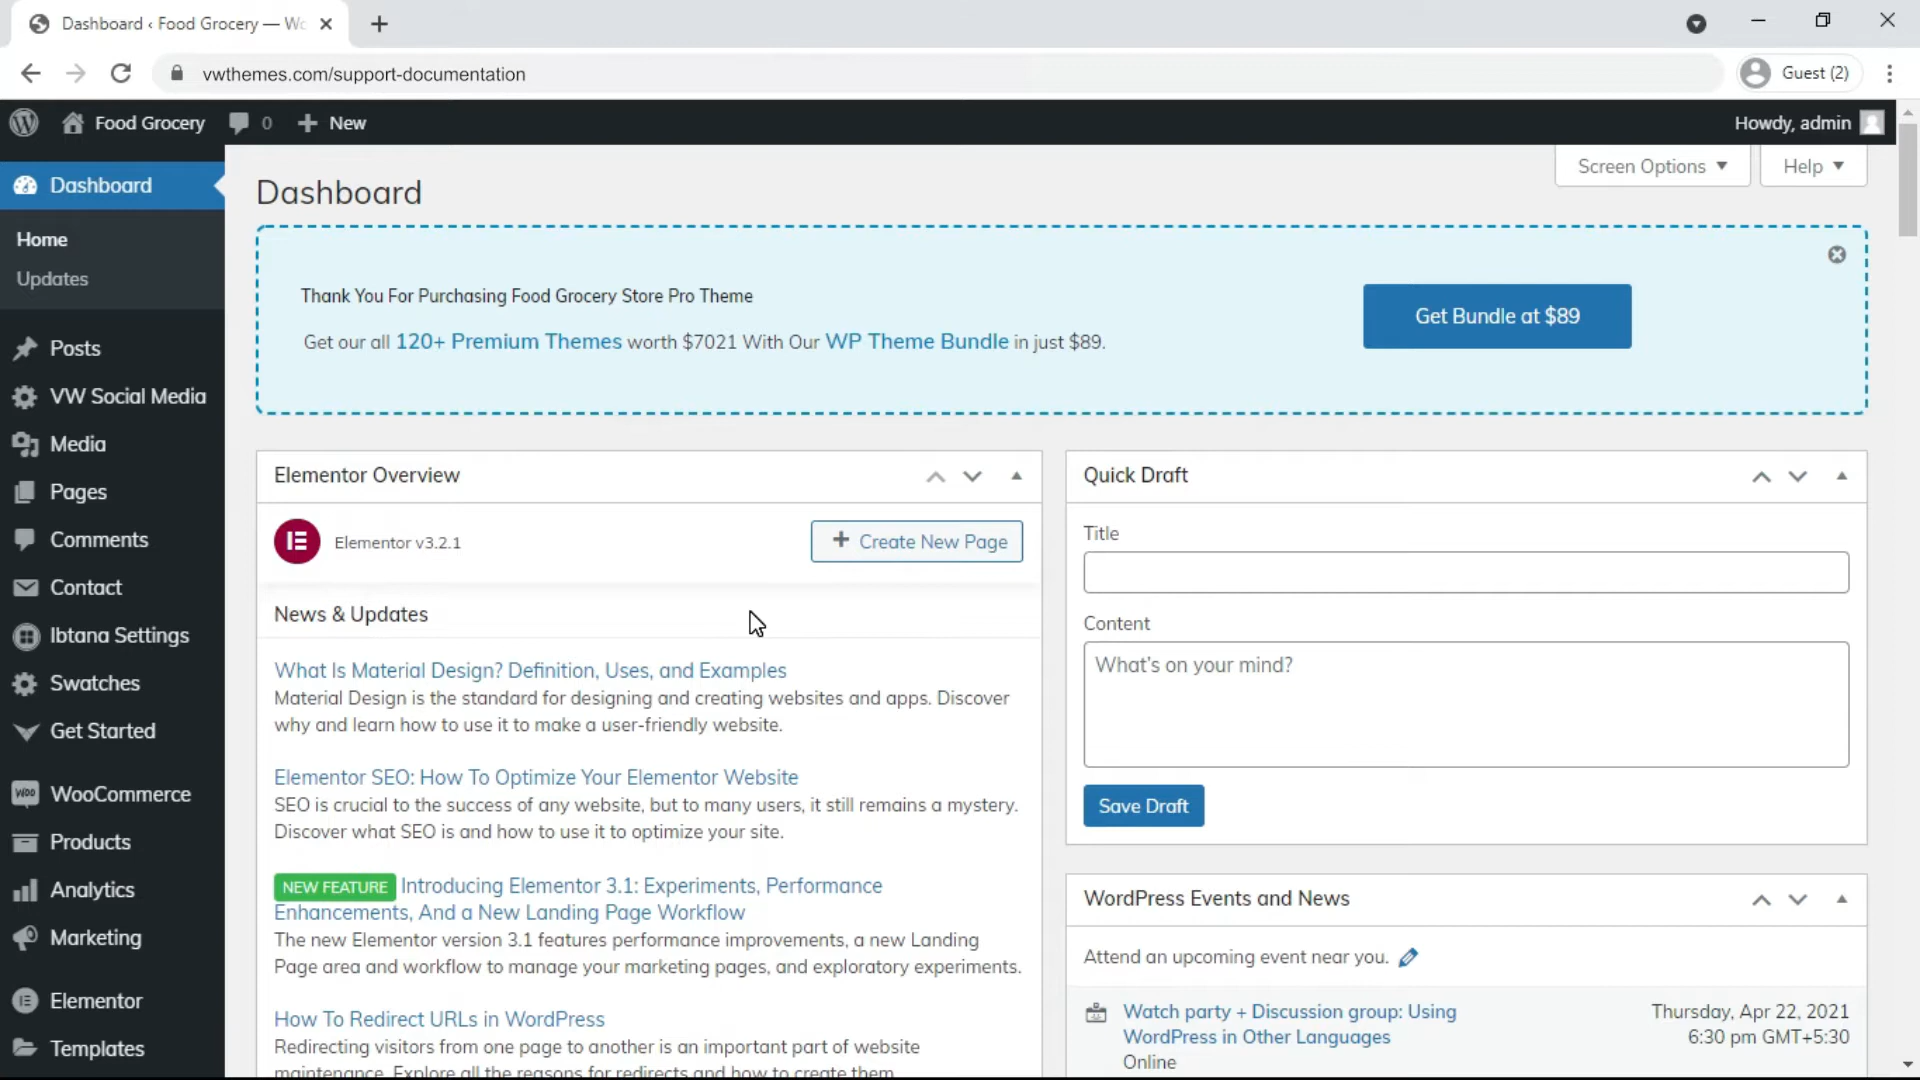 Dashboard ‹ Food Grocery — Wo
vwthemes.com/support-documentation
Guest (2)
Food Grocery
0
New
Howdy, admin
Screen Options
Help
Dashboard
Home
Updates
Posts
VW Social Media
Media
Pages
Comments
Contact
Ibtana Settings
Swatches
Get Started
WooCommerce
Products
Analytics
Marketing
Elementor
Templates
Dashboard
Thank You For Purchasing Food Grocery Store Pro Theme
Get our all 120+ Premium Themes worth $7021 With Our WP Theme Bundle in just $89.
Get Bundle at $89
Elementor Overview
Elementor v3.2.1
Create New Page
News & Updates
What Is Material Design? Definition, Uses, and Examples
Material Design is the standard for designing and creating websites and apps. Discover
why and learn how to use it to make a user-friendly website.
Elementor SEO: How To Optimize Your Elementor Website
SEO is crucial to the success of any website, but to many users, it still remains a mystery.
Discover what SEO is and how to use it to optimize your site.
NEW FEATURE Introducing Elementor 3.1: Experiments, Performance
Enhancements, And a New Landing Page Workflow
The new Elementor version 3.1 features performance improvements, a new Landing
Page area and workflow to manage your marketing pages, and exploratory experiments.
How To Redirect URLs in WordPress
Redirecting visitors from one page to another is an important part of website
maintenance. Explore all the reasons for redirects and how to create them
Quick Draft
Title
Content
What's on your mind?
Save Draft
WordPress Events and News
Attend an upcoming event near you.
Watch party + Discussion group: Using
WordPress in Other Languages
Online
Thursday, Apr 22, 2021
6:30 pm GMT+5:30